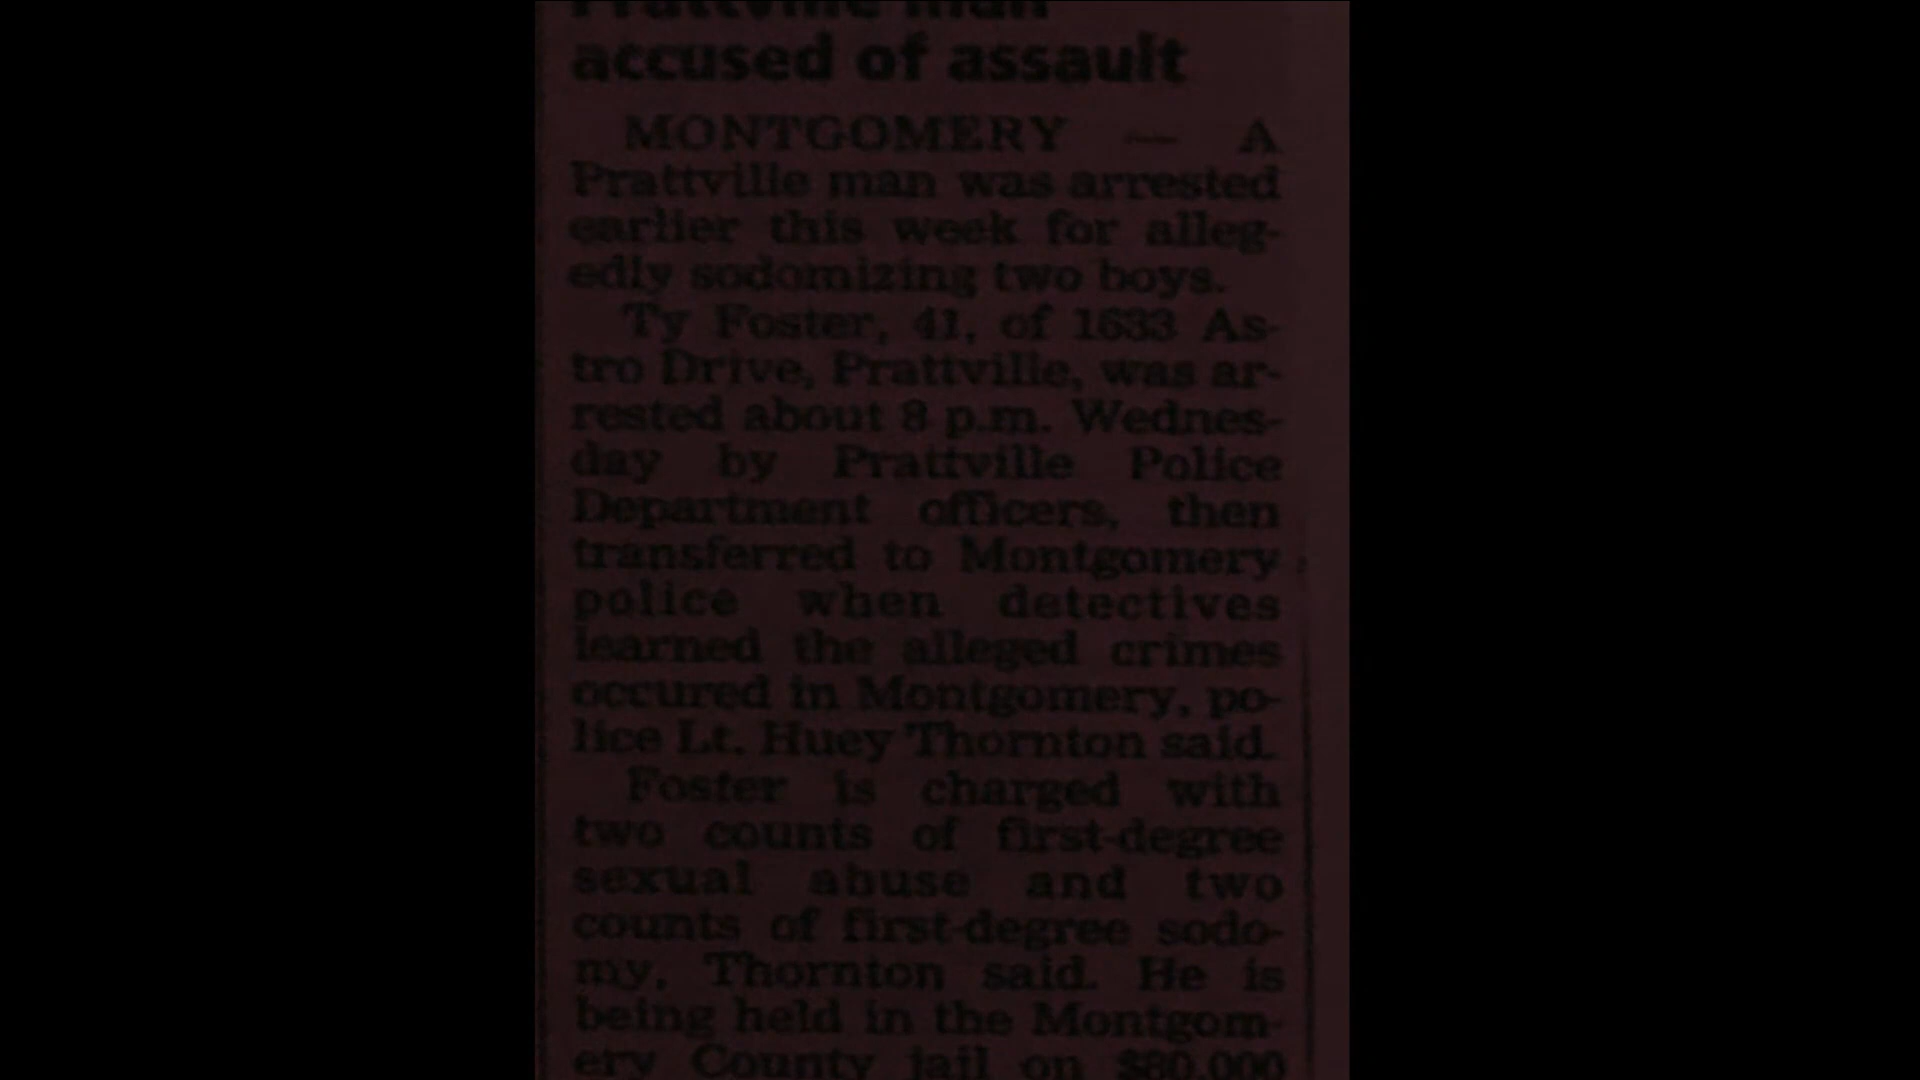 Prattville man
accused of assault
MONTGOMERY — A
Prattville man was arrested
earlier this week for alleg-
edly sodomizing two boys.
Ty Foster, 41, of 1633 As-
tro Drive, Prattville, was ar-
rested about 8 p.m. Wednes-
day by Prattville Police
Department officers, then
transferred to Montgomery
police when detectives
learned the alleged crimes
occured in Montgomery, po-
lice Lt. Huey Thornton said.
Foster is charged with
two counts of first-degree
sexual abuse and two
counts of first-degree sodo-
my, Thornton said. He is
being held in the Montgom-
ery County jail on $80,000